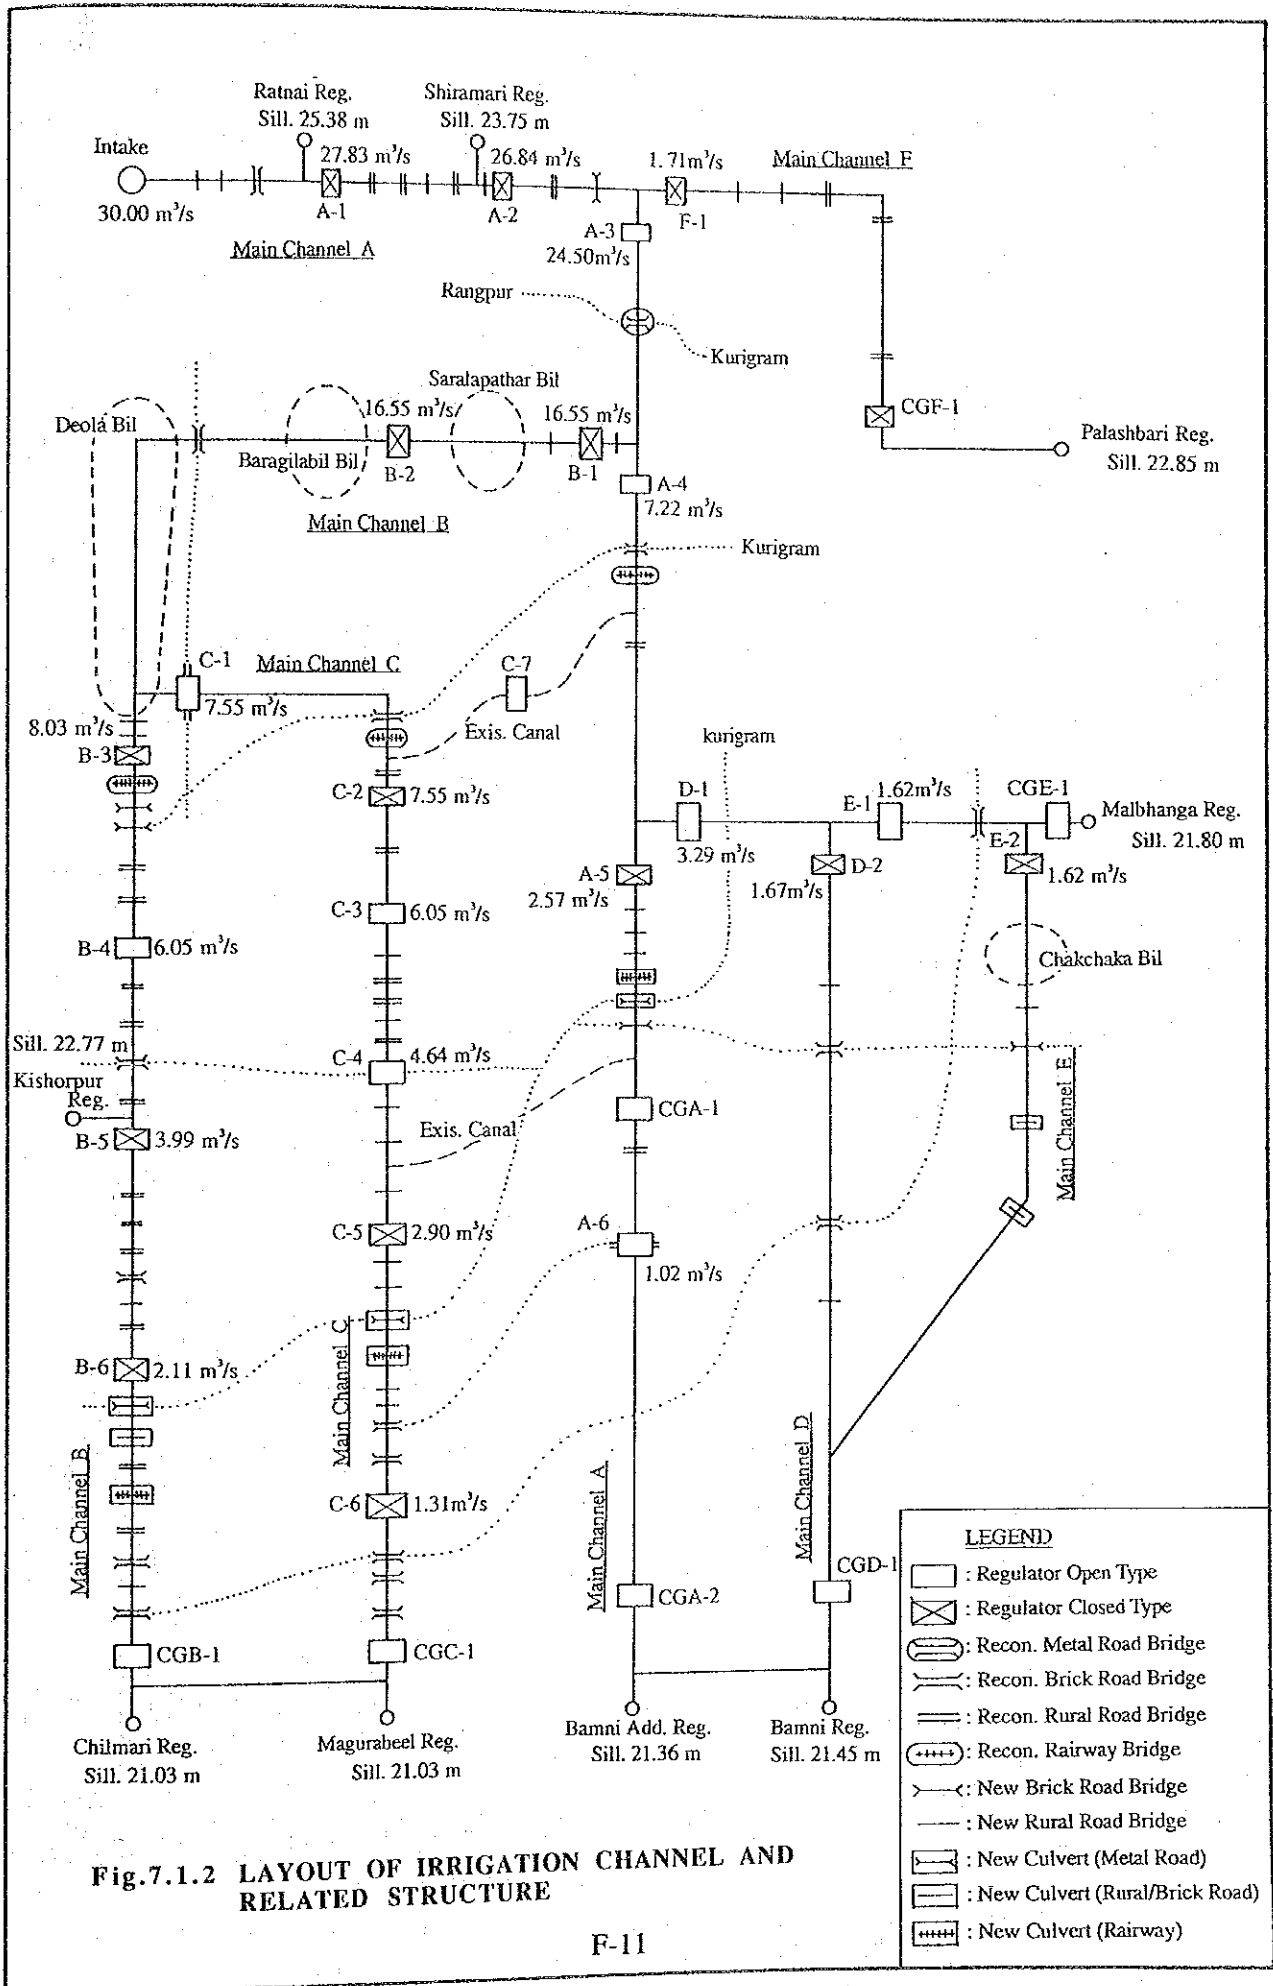 Ratnai Reg.
Sill. 25.38 m
Shiramari Reg.
Sill. 23.75 m
Intake
30.00 m³/s
27.83 m³/s
A-1
26.84 m³/s
A-2
1.71m³/s
F-1
Main Channel F
Main Channel A
A-3
24.50m³/s
Rangpur
Kurigram
CGF-1
Palashbari Reg.
Sill. 22.85 m
Deola Bil
Baragilabil Bil
16.55 m³/s
B-2
Saralapathar Bil
16.55 m³/s
B-1
Main Channel B
A-4
7.22 m³/s
Kurigram
C-1
Main Channel C
7.55 m³/s
C-7
Exis. Canal
kurigram
8.03 m³/s
B-3
C-2
7.55 m³/s
D-1
3.29 m³/s
E-1
1.62m³/s
CGE-1
Malbhanga Reg.
Sill. 21.80 m
E-2
1.62 m³/s
D-2
1.67m³/s
A-5
2.57 m³/s
C-3
6.05 m³/s
B-4
6.05 m³/s
Chakchaka Bil
Sill. 22.77 m
Kishorpur
Reg.
C-4
4.64 m³/s
B-5
3.99 m³/s
Exis. Canal
CGA-1
Main Channel E
C-5
2.90 m³/s
A-6
1.02 m³/s
B-6
2.11 m³/s
Main Channel C
Main Channel B
C-6
1.31m³/s
Main Channel A
Main Channel D
CGA-2
CGD-1
CGB-1
CGC-1
Chilmari Reg.
Sill. 21.03 m
Magurabeel Reg.
Sill. 21.03 m
Bamni Add. Reg.
Sill. 21.36 m
Bamni Reg.
Sill. 21.45 m
LEGEND
: Regulator Open Type
: Regulator Closed Type
: Recon. Metal Road Bridge
: Recon. Brick Road Bridge
: Recon. Rural Road Bridge
: Recon. Rairway Bridge
: New Brick Road Bridge
: New Rural Road Bridge
: New Culvert (Metal Road)
: New Culvert (Rural/Brick Road)
: New Culvert (Rairway)
Fig.7.1.2 LAYOUT OF IRRIGATION CHANNEL AND
RELATED STRUCTURE
F-11